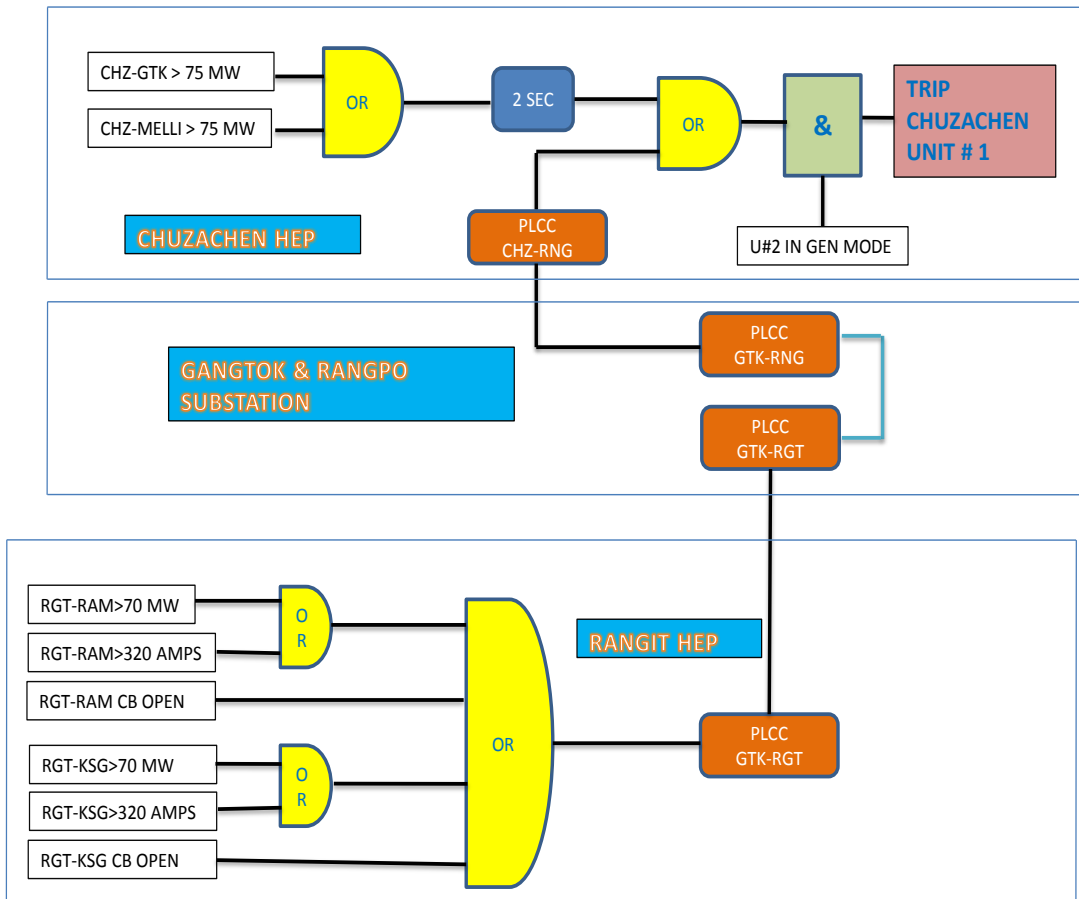 CHZ-GTK > 75 MW
CHZ-MELLI > 75 MW
OR
2 SEC
OR
&
TRIP
CHUZACHEN
UNIT # 1
CHUZACHEN HEP
PLCC
CHZ-RNG
U#2 IN GEN MODE
GANGTOK & RANGPO
SUBSTATION
PLCC
GTK-RNG
PLCC
GTK-RGT
RGT-RAM>70 MW
RGT-RAM>320 AMPS
O
R
RGT-RAM CB OPEN
RGT-KSG>70 MW
RGT-KSG>320 AMPS
O
R
RGT-KSG CB OPEN
OR
RANGIT HEP
PLCC
GTK-RGT